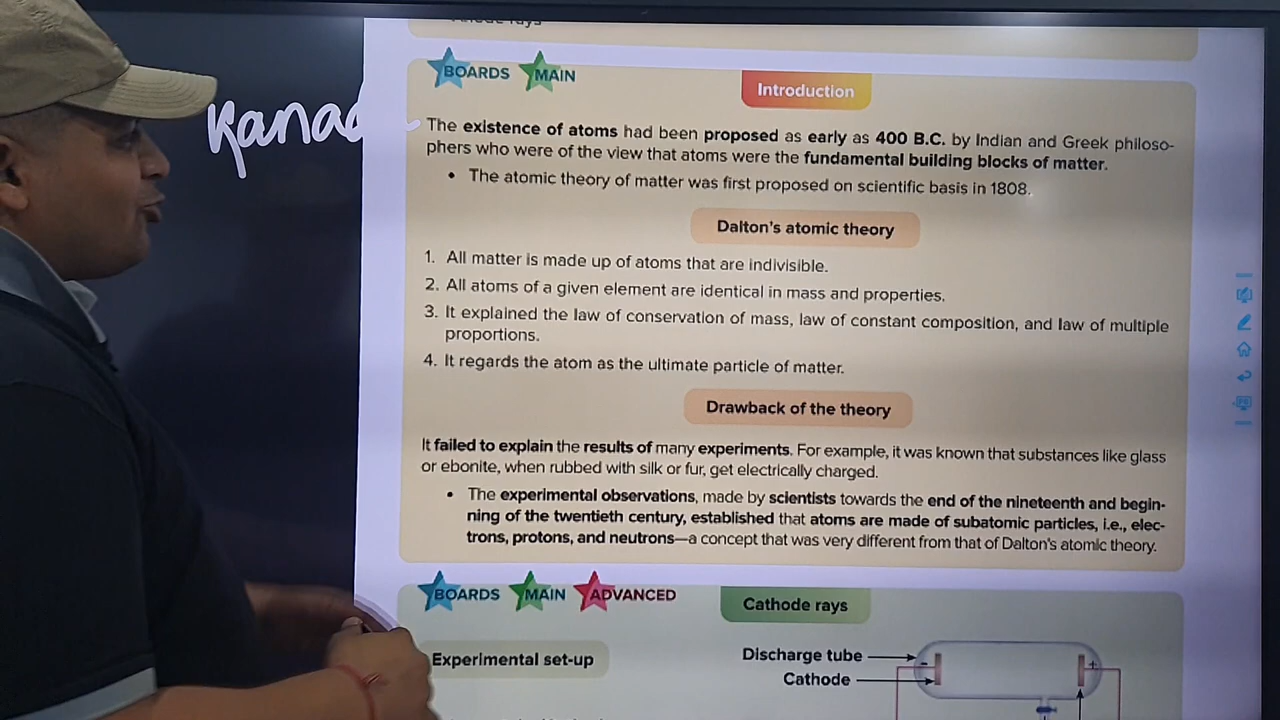 BOARDS MAIN
Introduction
Kanad
The existence of atoms had been proposed as early as 400 B.C. by Indian and Greek philoso-
phers who were of the view that atoms were the fundamental building blocks of matter.
• The atomic theory of matter was first proposed on scientific basis in 1808.
Dalton's atomic theory
1. All matter is made up of atoms that are indivisible.
2. All atoms of a given element are identical in mass and properties.
3. It explained the law of conservation of mass, law of constant composition, and law of multiple
proportions.
4. It regards the atom as the ultimate particle of matter.
Drawback of the theory
It failed to explain the results of many experiments. For example, it was known that substances like glass
or ebonite, when rubbed with silk or fur, get electrically charged.
• The experimental observations, made by scientists towards the end of the nineteenth and begin-
ning of the twentieth century, established that atoms are made of subatomic particles, i.e., elec-
trons, protons, and neutrons—a concept that was very different from that of Dalton's atomic theory.
BOARDS MAIN ADVANCED
Cathode rays
Experimental set-up
Discharge tube
Cathode
- +